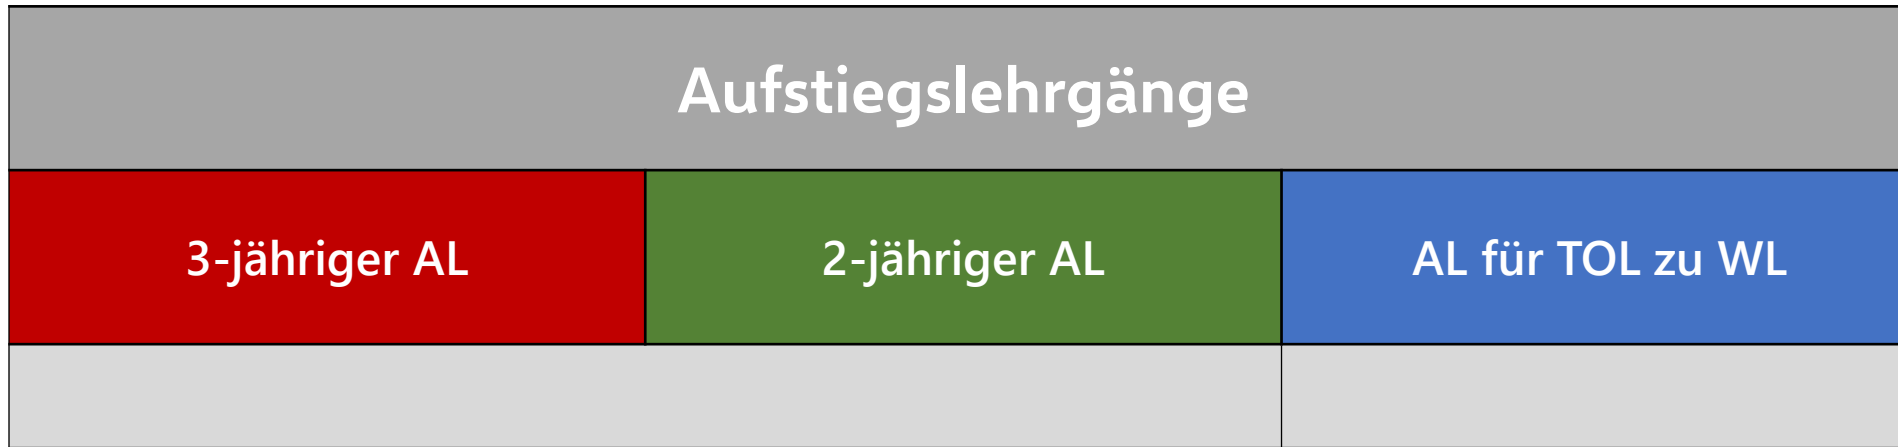 Aufstiegslehrgänge
3-jähriger AL
2-jähriger AL
AL für TOL zu WL